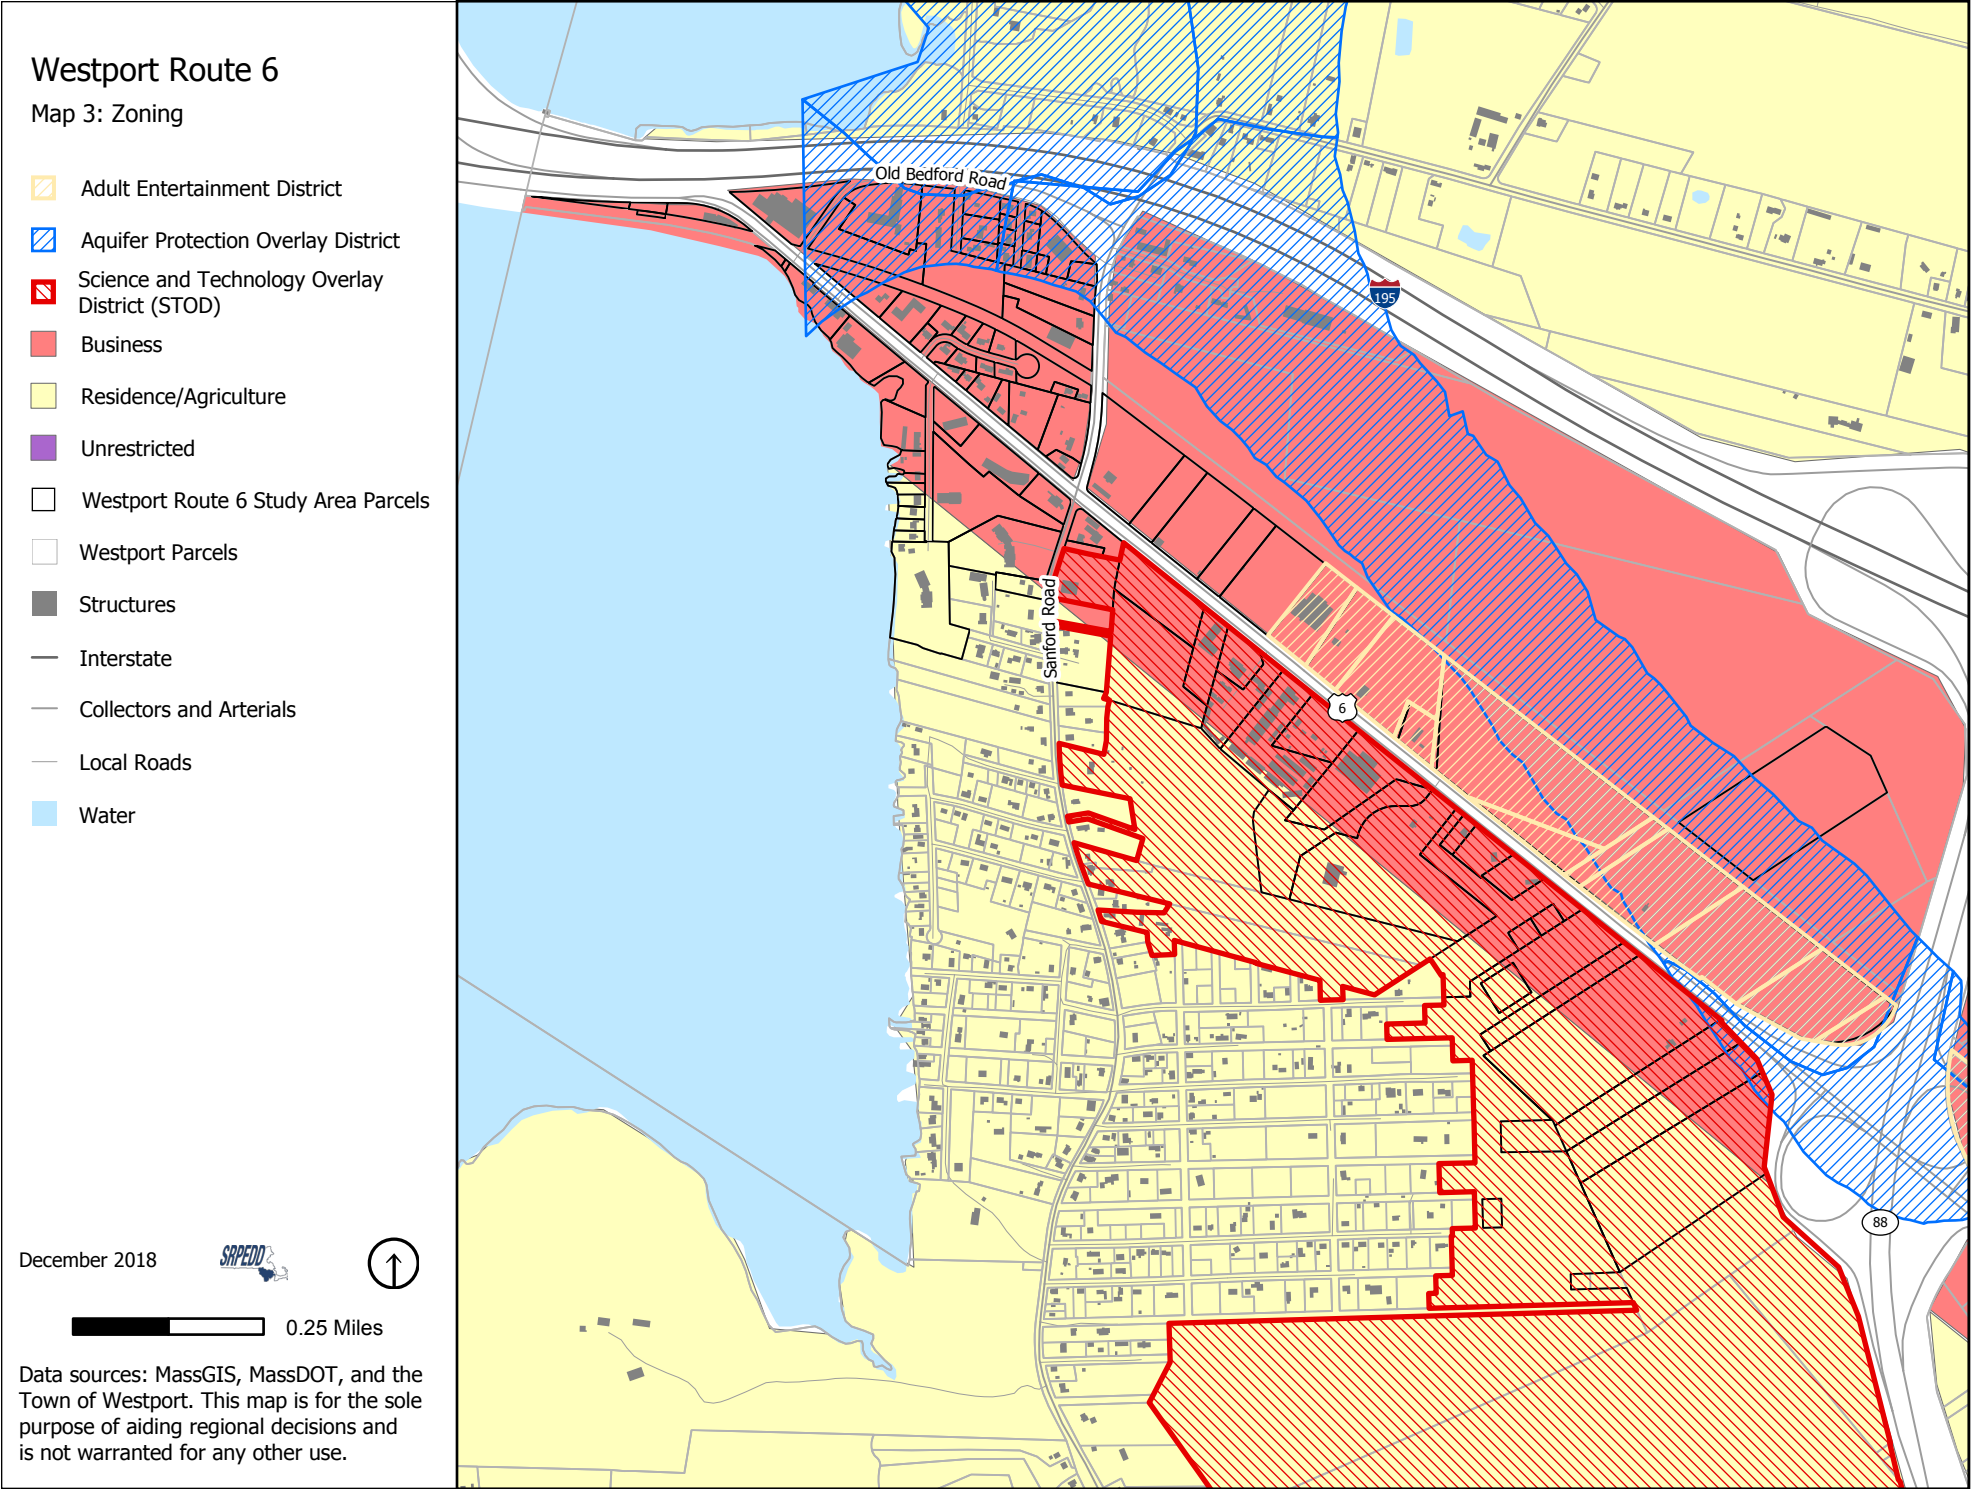 Westport Route 6
Map 3: Zoning
Adult Entertainment District
Aquifer Protection Overlay District
Science and Technology Overlay
District (STOD)
Business
Residence/Agriculture
Unrestricted
Westport Route 6 Study Area Parcels
Westport Parcels
Structures
Interstate
Collectors and Arterials
Local Roads
Water
December 2018
SRPEDD
0.25 Miles
Data sources: MassGIS, MassDOT, and the
Town of Westport. This map is for the sole
purpose of aiding regional decisions and
is not warranted for any other use.
Old Bedford Road
195
Sanford Road
6
88